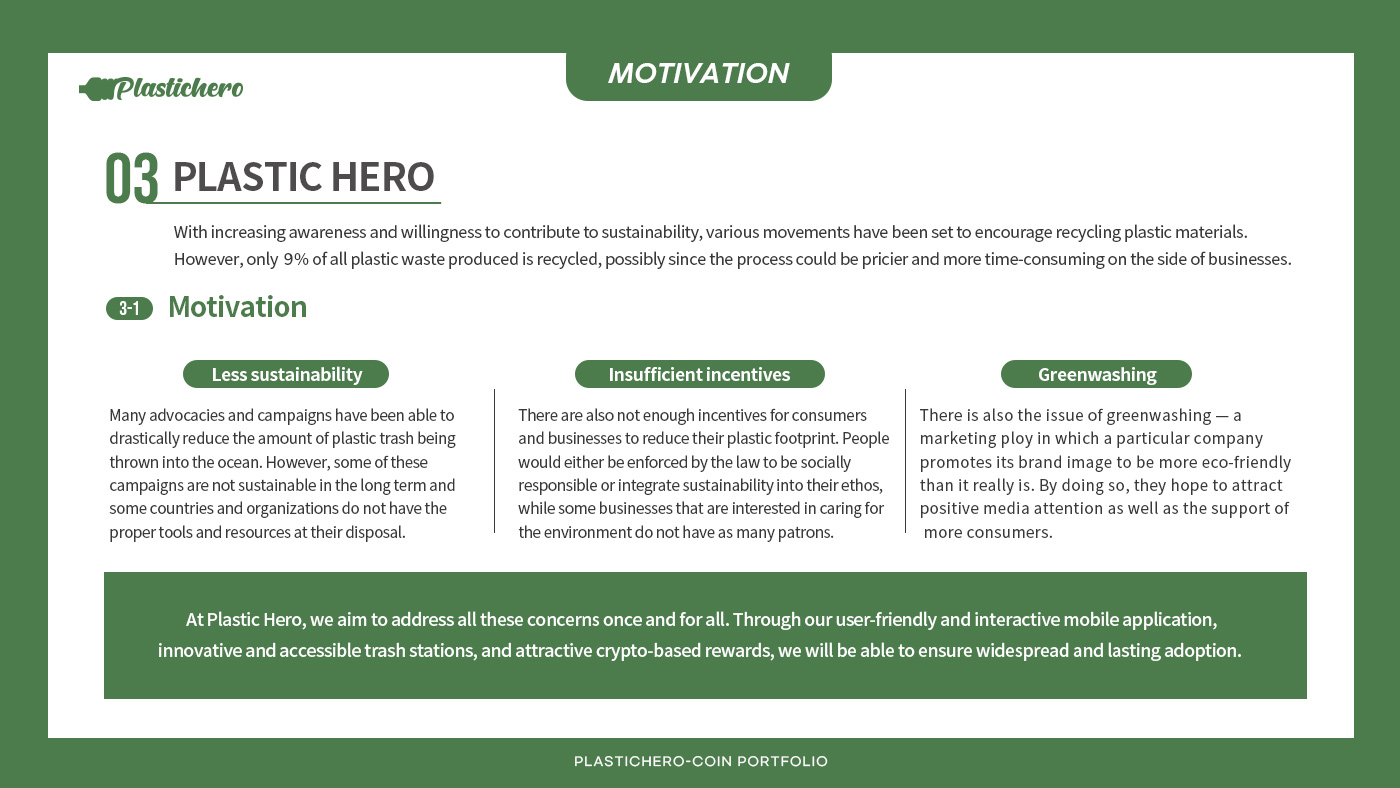 Plastichero
MOTIVATION
03 PLASTIC HERO
With increasing awareness and willingness to contribute to sustainability, various movements have been set to encourage recycling plastic materials.
However, only 9% of all plastic waste produced is recycled, possibly since the process could be pricier and more time-consuming on the side of businesses.
3-1 Motivation
Less sustainability
Many advocacies and campaigns have been able to
drastically reduce the amount of plastic trash being
thrown into the ocean. However, some of these
campaigns are not sustainable in the long term and
some countries and organizations do not have the
proper tools and resources at their disposal.
Insufficient incentives
There are also not enough incentives for consumers
and businesses to reduce their plastic footprint. People
would either be enforced by the law to be socially
responsible or integrate sustainability into their ethos,
while some businesses that are interested in caring for
the environment do not have as many patrons.
Greenwashing
There is also the issue of greenwashing — a
marketing ploy in which a particular company
promotes its brand image to be more eco-friendly
than it really is. By doing so, they hope to attract
positive media attention as well as the support of
more consumers.
At Plastic Hero, we aim to address all these concerns once and for all. Through our user-friendly and interactive mobile application,
innovative and accessible trash stations, and attractive crypto-based rewards, we will be able to ensure widespread and lasting adoption.
PLASTICHERO-COIN PORTFOLIO